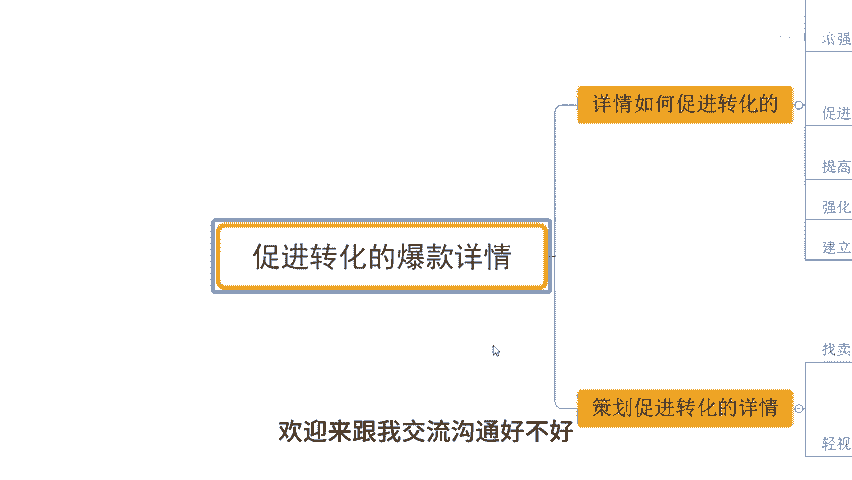 增强
详情如何促进转化的
促进
提高
强化
建立
促进转化的爆款详情
找卖
策划促进转化的详情
轻视
欢迎来跟我交流沟通好不好